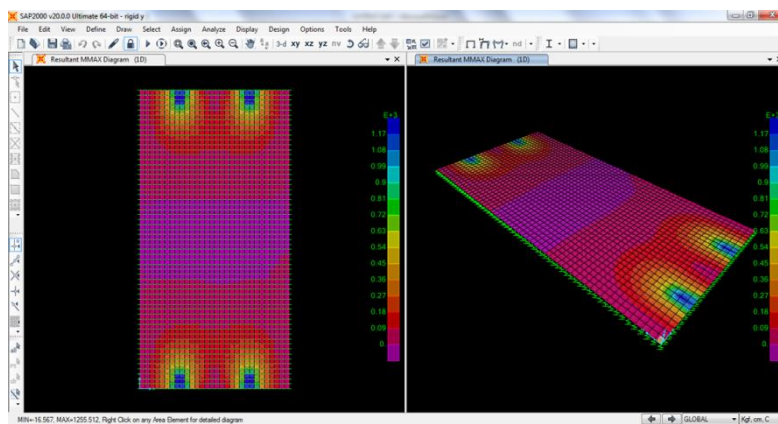 SAP2000 v20.0.0 Ultimate 64-bit - rigid y
File Edit View Define Draw Select Assign Analyze Display Design Options Tools Help
3-d xy xz yz nv
nd
Resultant MMAX Diagram (1D)
E+3
1.17
1.08
0.99
0.9
0.81
0.72
0.63
0.54
0.45
0.36
0.27
0.18
0.09
0.
Resultant MMAX Diagram (1D)
E+3
1.17
1.08
0.99
0.9
0.81
0.72
0.63
0.54
0.45
0.36
0.27
0.18
0.09
0.
MIN=-16.567, MAX=1255.512, Right Click on any Area Element for detailed diagram
GLOBAL
Kgf, cm, C